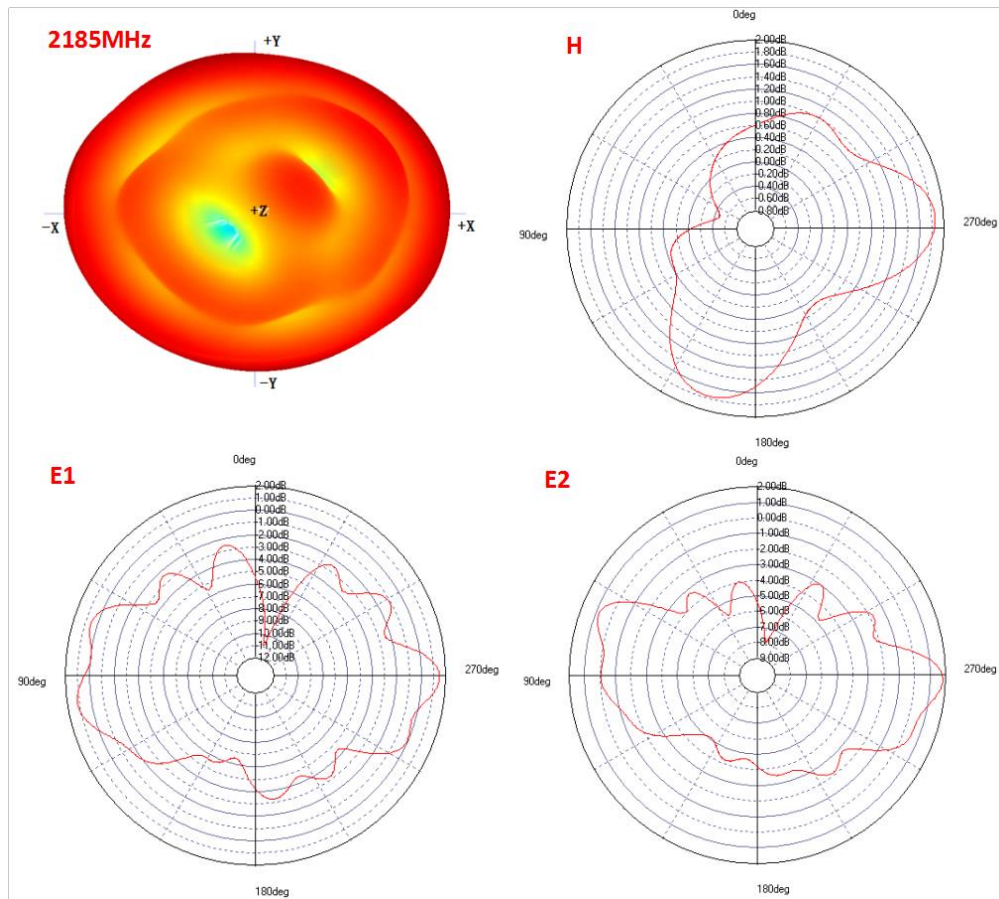 2185MHz
+Y
-X
+Z
+X
-Y
H
0deg
2.00dB
1.80dB
1.60dB
1.40dB
1.20dB
1.00dB
0.80dB
0.60dB
0.40dB
0.20dB
0.00dB
-0.20dB
-0.40dB
-0.60dB
-0.80dB
90deg
270deg
180deg
E1
0deg
2.00dB
1.00dB
0.00dB
-1.00dB
-2.00dB
-3.00dB
-4.00dB
-5.00dB
-6.00dB
-7.00dB
-8.00dB
-9.00dB
-10.00dB
-11.00dB
-12.00dB
90deg
270deg
180deg
E2
0deg
2.00dB
1.00dB
0.00dB
-1.00dB
-2.00dB
-3.00dB
-4.00dB
-5.00dB
-6.00dB
-7.00dB
-8.00dB
-9.00dB
90deg
270deg
180deg